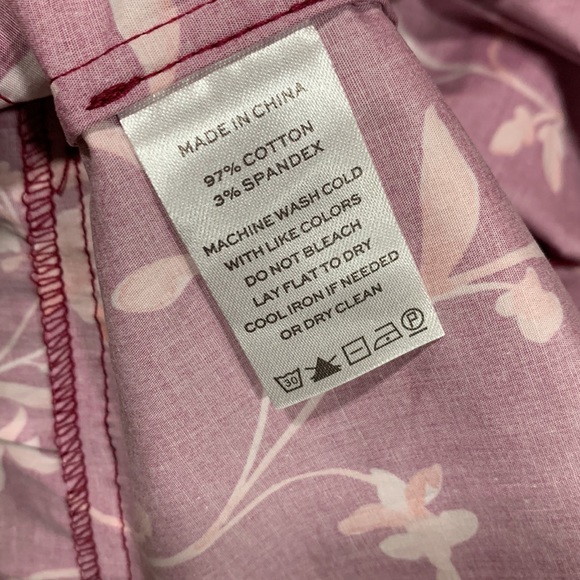 MADE IN CHINA
97% COTTON
3% SPANDEX
MACHINE WASH COLD
WITH LIKE COLORS
DO NOT BLEACH
LAY FLAT TO DRY
COOL IRON IF NEEDED
OR DRY CLEAN
30 P